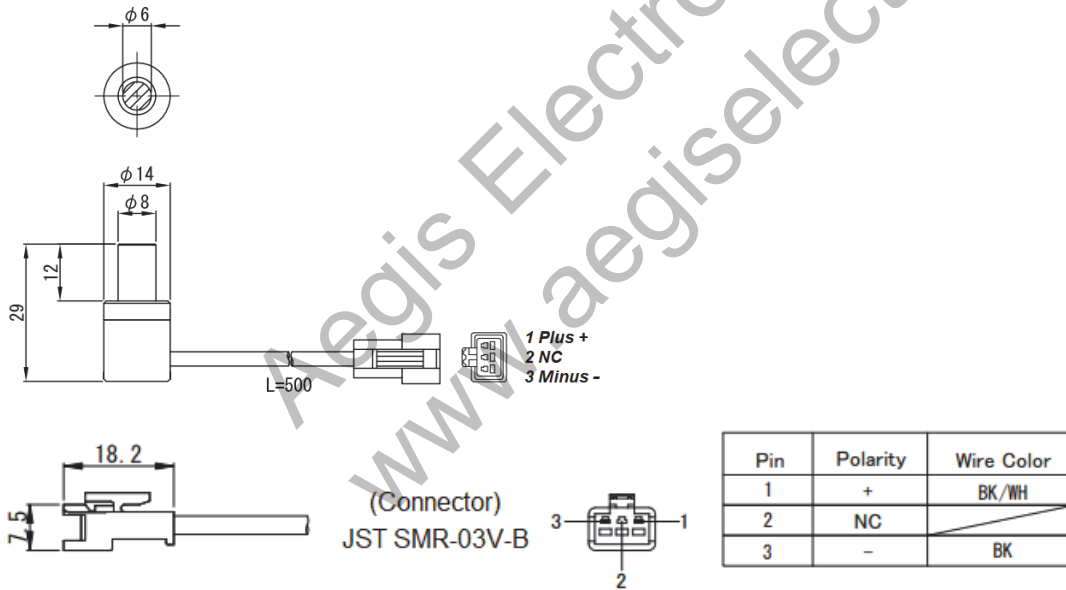 φ6
φ14
φ8
12
29
L=500
1 Plus +
2 NC
3 Minus -
Aegis
www.aegiselect
18.2
7.5
(Connector)
JST SMR-03V-B
3
1
2
Pin Polarity Wire Color
1 + BK/WH
2 NC
3 − BK